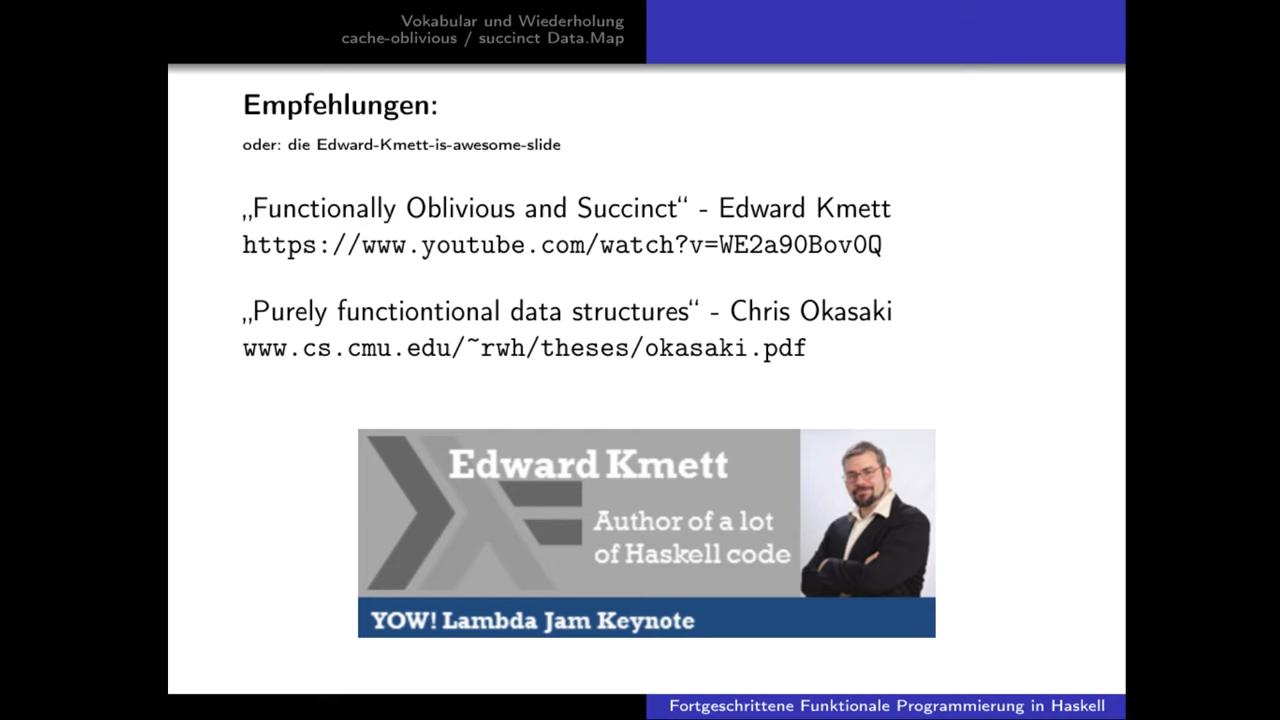 Vokabular und Wiederholung
cache-oblivious / succinct Data.Map
Empfehlungen:
oder: die Edward-Kmett-is-awesome-slide
„Functionally Oblivious and Succinct“ - Edward Kmett
https://www.youtube.com/watch?v=WE2a90Bov0Q
„Purely functiontional data structures“ - Chris Okasaki
www.cs.cmu.edu/~rwh/theses/okasaki.pdf
Edward Kmett
Author of a lot
of Haskell code
YOW! Lambda Jam Keynote
Fortgeschrittene Funktionale Programmierung in Haskell